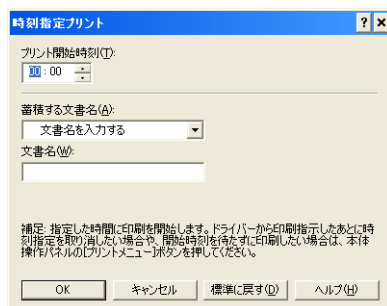 時刻指定プリント
プリント開始時刻(T):
00 : 00
蓄積する文書名(A):
文書名を入力する
文書名(W):
補足: 指定した時間に印刷を開始します。ドライバーから印刷指示したあとに時
刻指定を取り消したい場合や、開始時刻を待たずに印刷したい場合は、本体
操作パネルの[プリントメニュー]ボタンを押してください。
OK キャンセル 標準に戻す(D) ヘルプ(H)